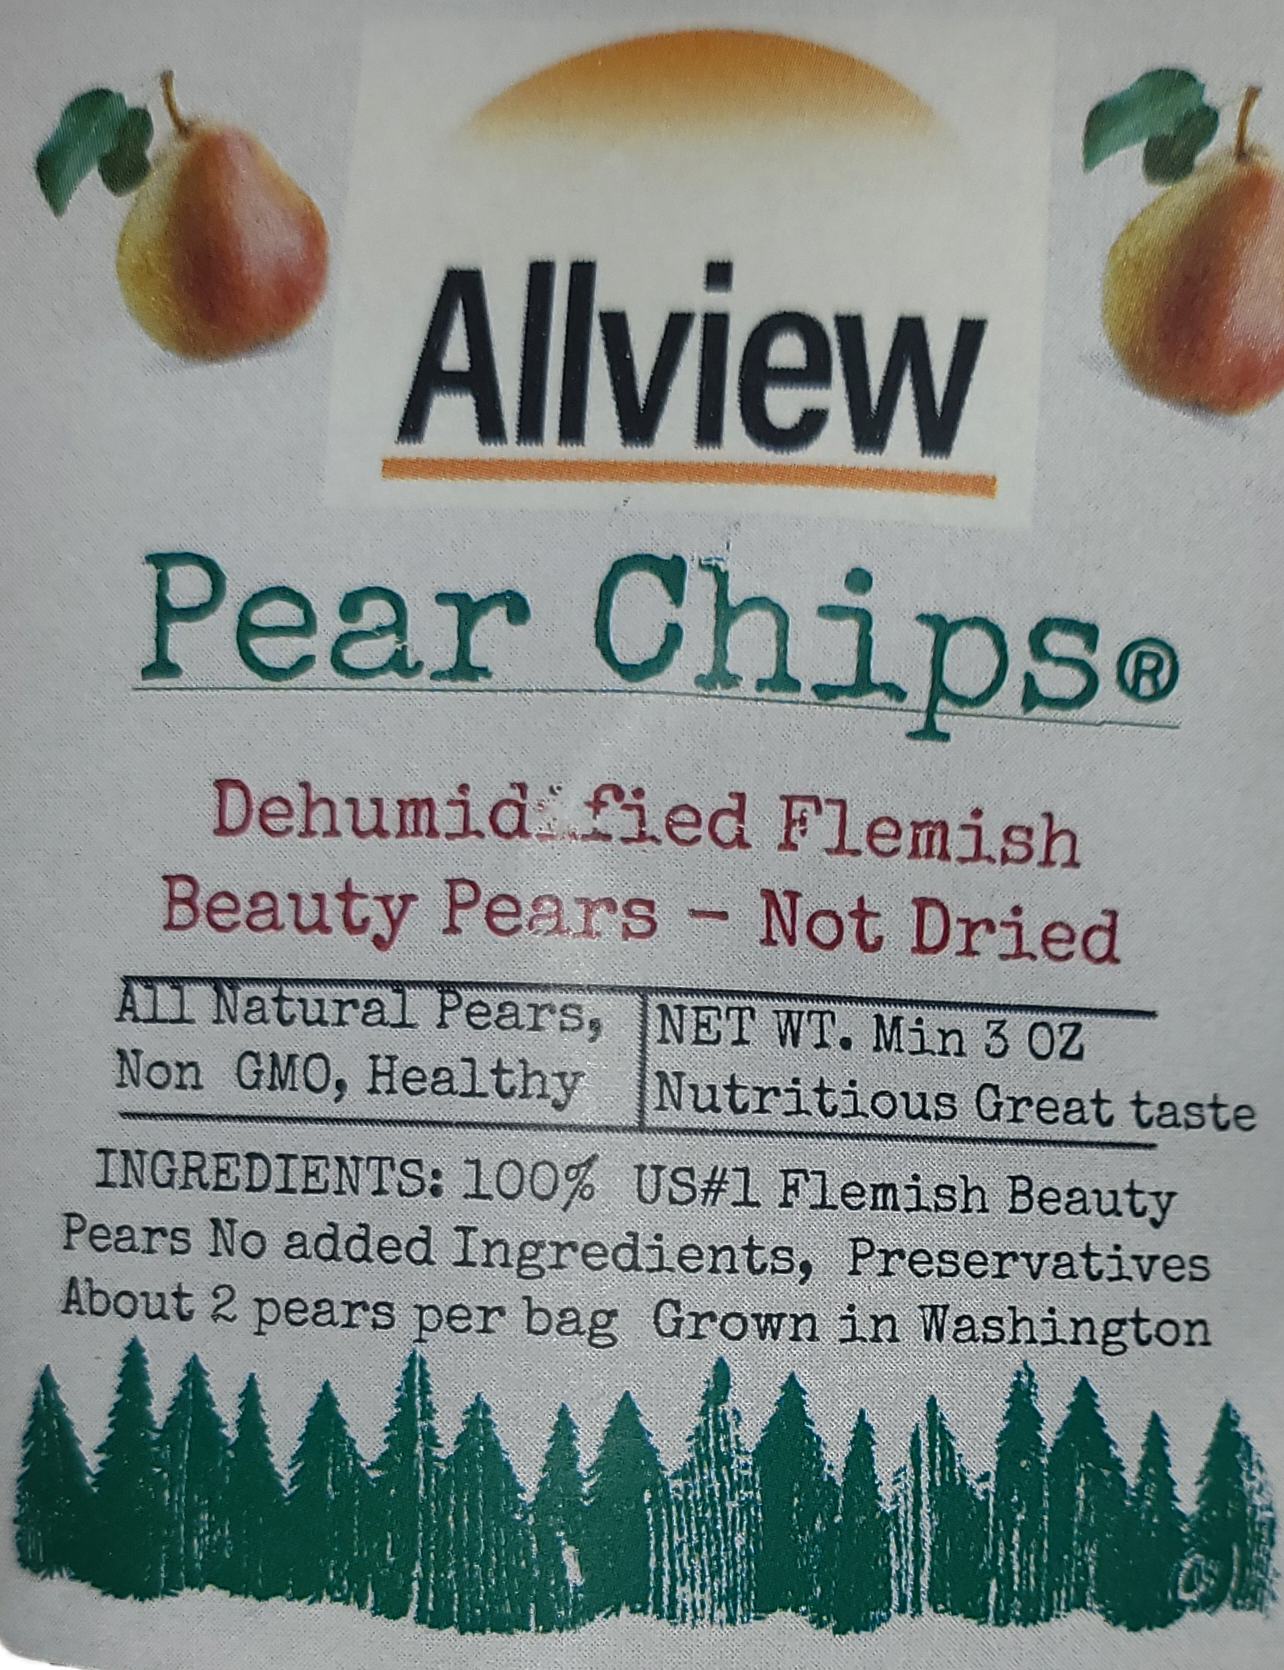 Allview
Pear Chips®
Dehumidified Flemish
Beauty Pears - Not Dried
All Natural Pears,
Non GMO, Healthy
NET WT. Min 3 OZ
Nutritious Great taste
INGREDIENTS: 100% US#1 Flemish Beauty
Pears No added Ingredients, Preservatives
About 2 pears per bag Grown in Washington